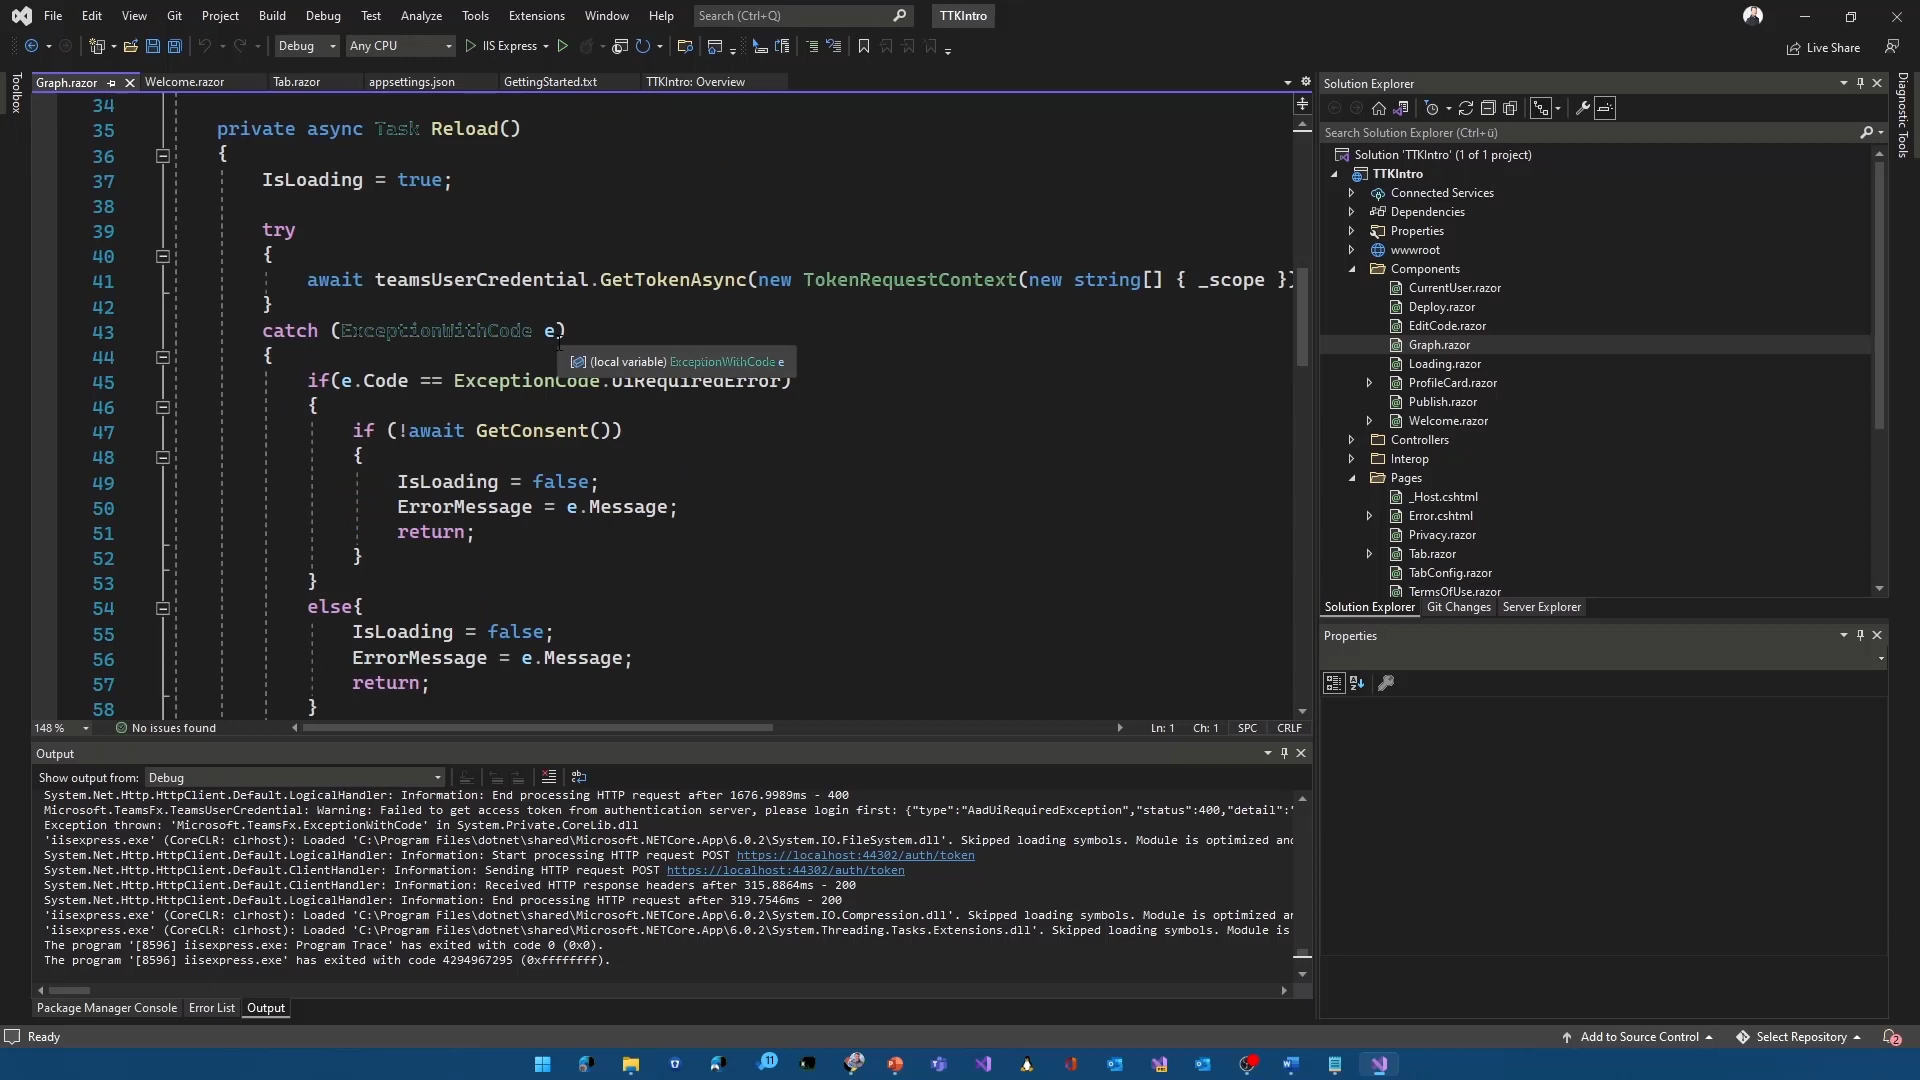 File Edit View Git Project Build Debug Test Analyze Tools Extensions Window Help Search (Ctrl+Q) TTKIntro
Debug Any CPU IIS Express Live Share
Toolbox
Graph.razor Welcome.razor Tab.razor appsettings.json GettingStarted.txt TTKIntro: Overview
34
35 private async Task Reload()
36 {
37 IsLoading = true;
38
39 try
40 {
41 await teamsUserCredential.GetTokenAsync(new TokenRequestContext(new string[] { _scope })
42 }
43 catch (ExceptionWithCode e)
44 {
(local variable) ExceptionWithCode e
45 if(e.Code == ExceptionCode.UiRequiredError)
46 {
47 if (!await GetConsent())
48 {
49 IsLoading = false;
50 ErrorMessage = e.Message;
51 return;
52 }
53 }
54 else{
55 IsLoading = false;
56 ErrorMessage = e.Message;
57 return;
58 }
148 % No issues found Ln: 1 Ch: 1 SPC CRLF
Output
Show output from: Debug
System.Net.Http.HttpClient.Default.LogicalHandler: Information: End processing HTTP request after 1676.9989ms - 400
Microsoft.TeamsFx.TeamsUserCredential: Warning: Failed to get access token from authentication server, please login first: {"type":"AadUiRequiredException","status":400,"detail":"
Exception thrown: 'Microsoft.TeamsFx.ExceptionWithCode' in System.Private.CoreLib.dll
'iisexpress.exe' (CoreCLR: clrhost): Loaded 'C:\Program Files\dotnet\shared\Microsoft.NETCore.App\6.0.2\System.IO.FileSystem.dll'. Skipped loading symbols. Module is optimized and
System.Net.Http.HttpClient.Default.LogicalHandler: Information: Start processing HTTP request POST https://localhost:44302/auth/token
System.Net.Http.HttpClient.Default.ClientHandler: Information: Sending HTTP request POST https://localhost:44302/auth/token
System.Net.Http.HttpClient.Default.ClientHandler: Information: Received HTTP response headers after 315.8864ms - 200
System.Net.Http.HttpClient.Default.LogicalHandler: Information: End processing HTTP request after 319.7546ms - 200
'iisexpress.exe' (CoreCLR: clrhost): Loaded 'C:\Program Files\dotnet\shared\Microsoft.NETCore.App\6.0.2\System.IO.Compression.dll'. Skipped loading symbols. Module is optimized an
'iisexpress.exe' (CoreCLR: clrhost): Loaded 'C:\Program Files\dotnet\shared\Microsoft.NETCore.App\6.0.2\System.Threading.Tasks.Extensions.dll'. Skipped loading symbols. Module is
The program '[8596] iisexpress.exe: Program Trace' has exited with code 0 (0x0).
The program '[8596] iisexpress.exe' has exited with code 4294967295 (0xffffffff).
Package Manager Console Error List Output
Solution Explorer
Search Solution Explorer (Ctrl+ü)
Solution 'TTKIntro' (1 of 1 project)
TTKIntro
Connected Services
Dependencies
Properties
wwwroot
Components
CurrentUser.razor
Deploy.razor
EditCode.razor
Graph.razor
Loading.razor
ProfileCard.razor
Publish.razor
Welcome.razor
Controllers
Interop
Pages
_Host.cshtml
Error.cshtml
Privacy.razor
Tab.razor
TabConfig.razor
TermsOfUse.razor
Solution Explorer Git Changes Server Explorer
Properties
Diagnostic Tools
Ready Add to Source Control Select Repository 2
11